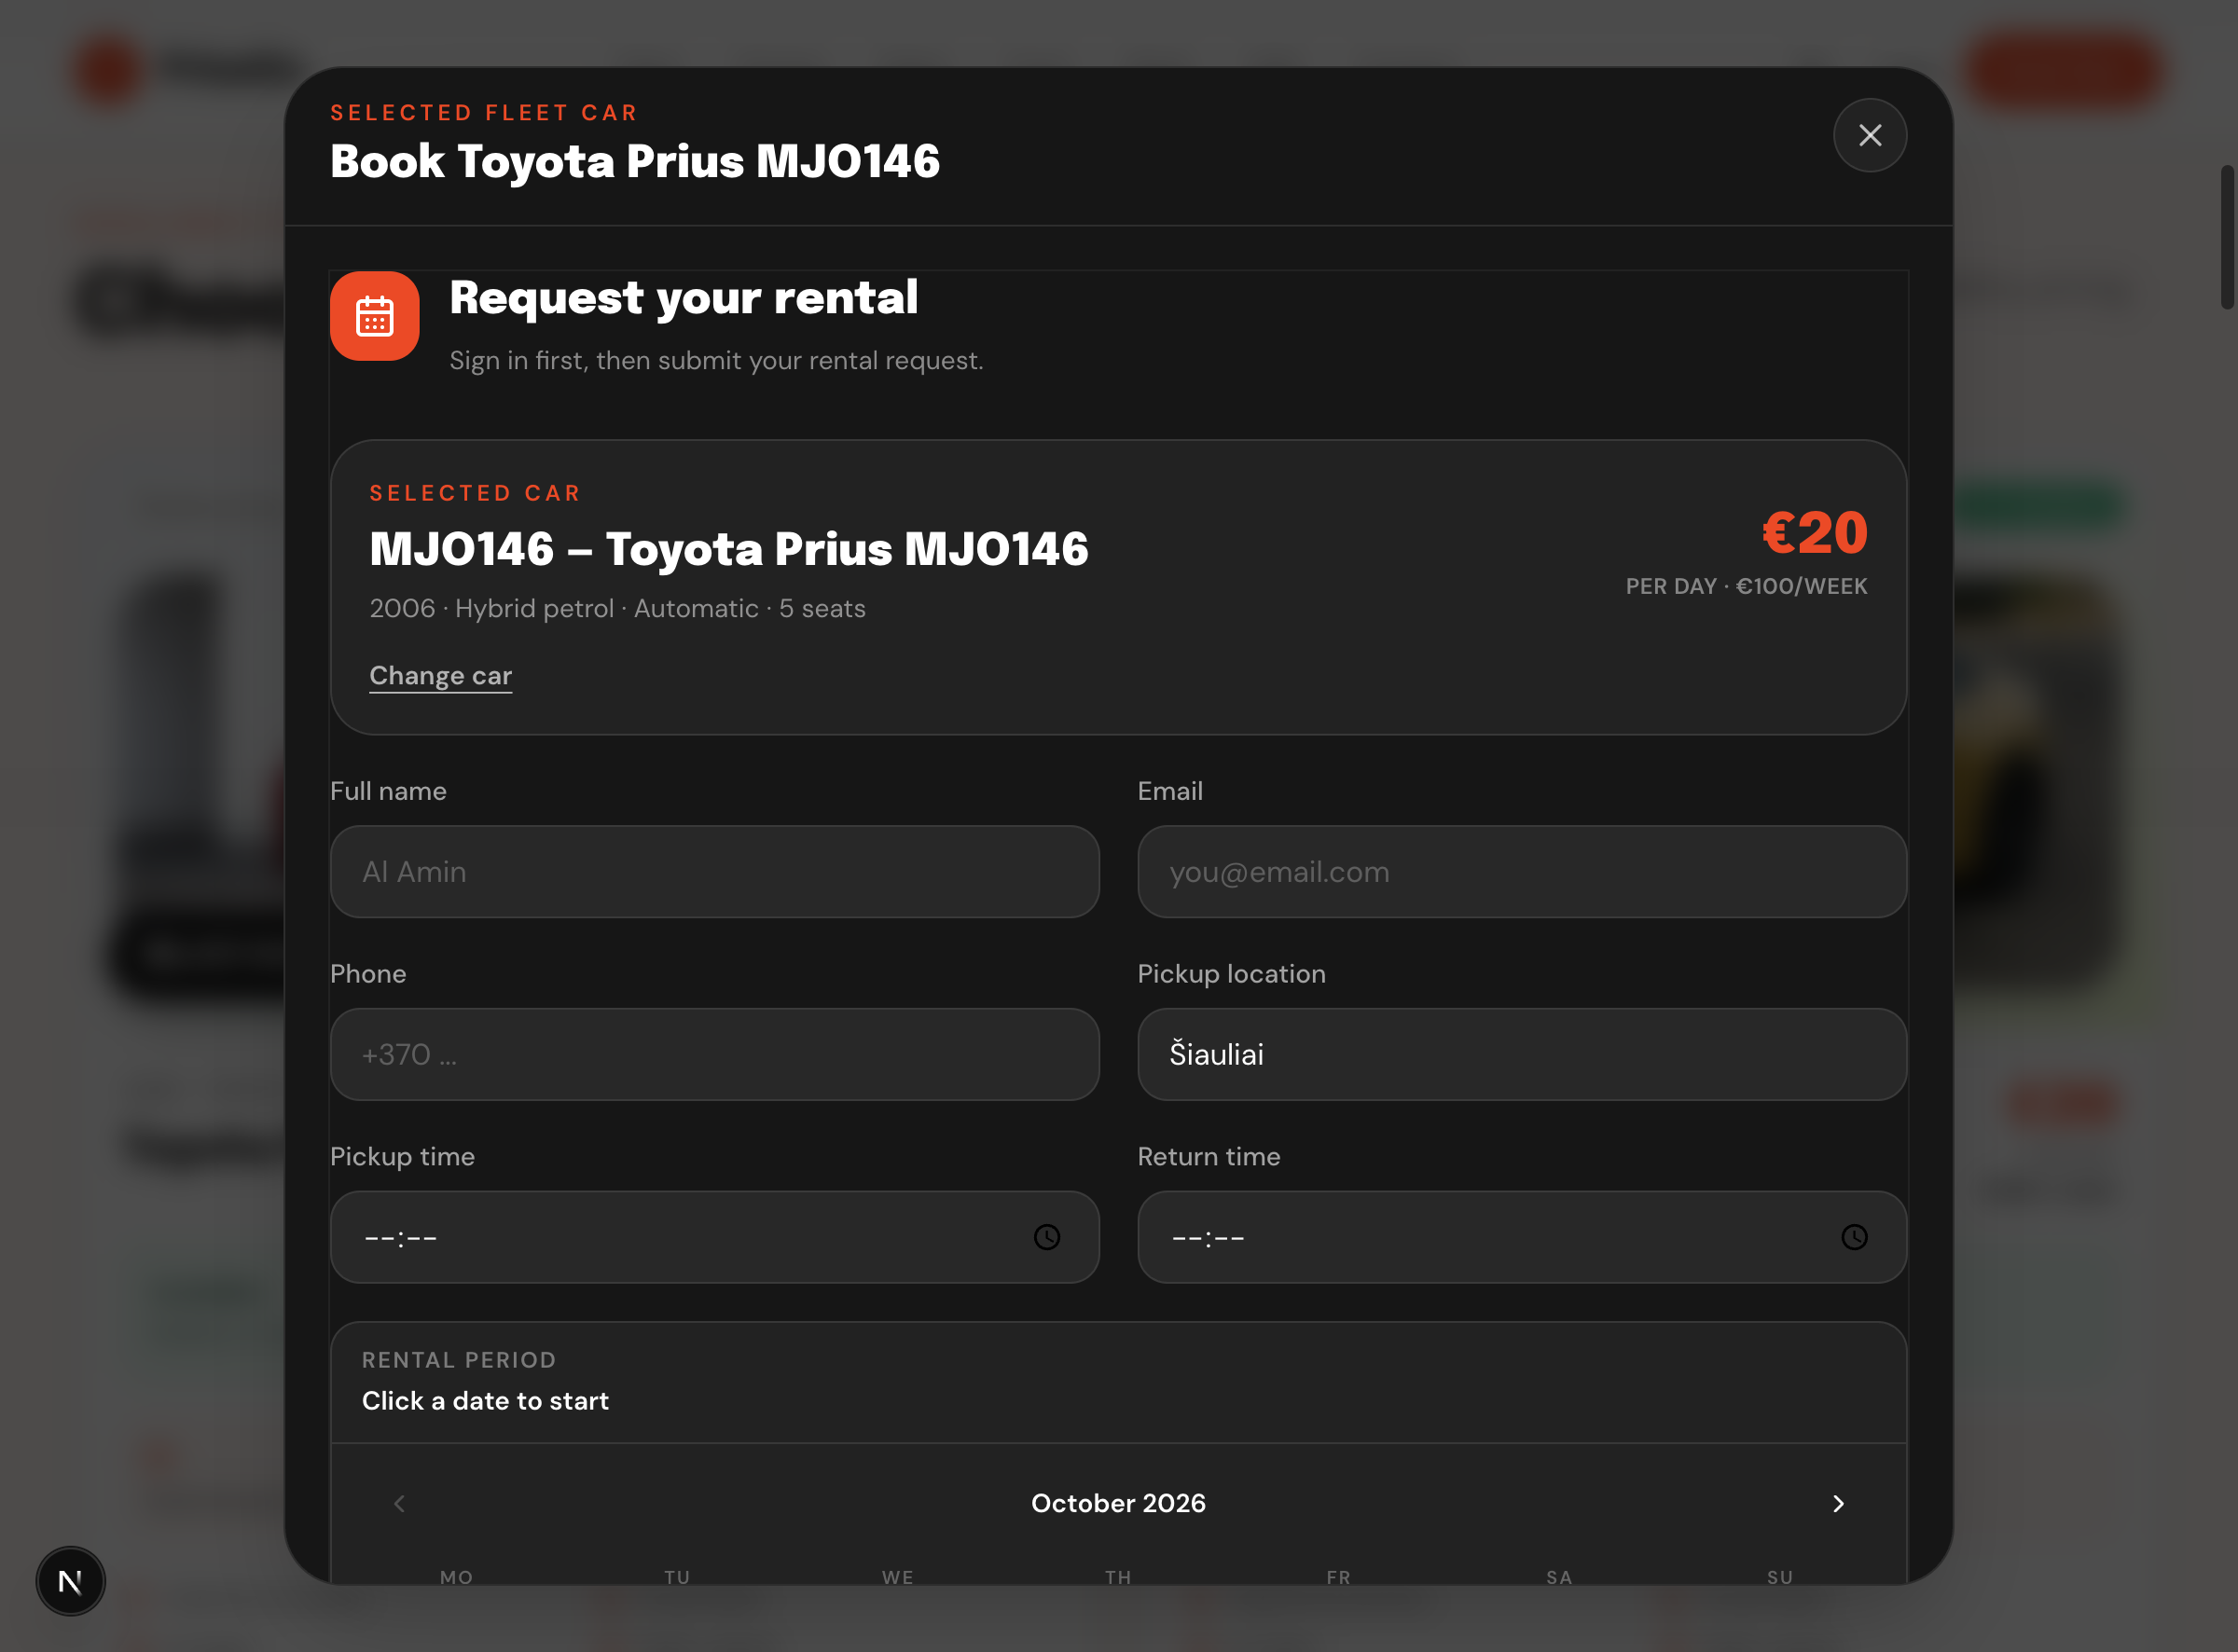 SELECTED FLEET CAR
Book Toyota Prius MJO146
Request your rental
Sign in first, then submit your rental request.
SELECTED CAR
MJO146 – Toyota Prius MJO146
2006 · Hybrid petrol · Automatic · 5 seats
Change car
€20
PER DAY · €100/WEEK
Full name
Email
Al Amin
you@email.com
Phone
Pickup location
+370 ...
Šiauliai
Pickup time
Return time
--:--
--:--
RENTAL PERIOD
Click a date to start
October 2026
MO TU WE TH FR SA SU
N